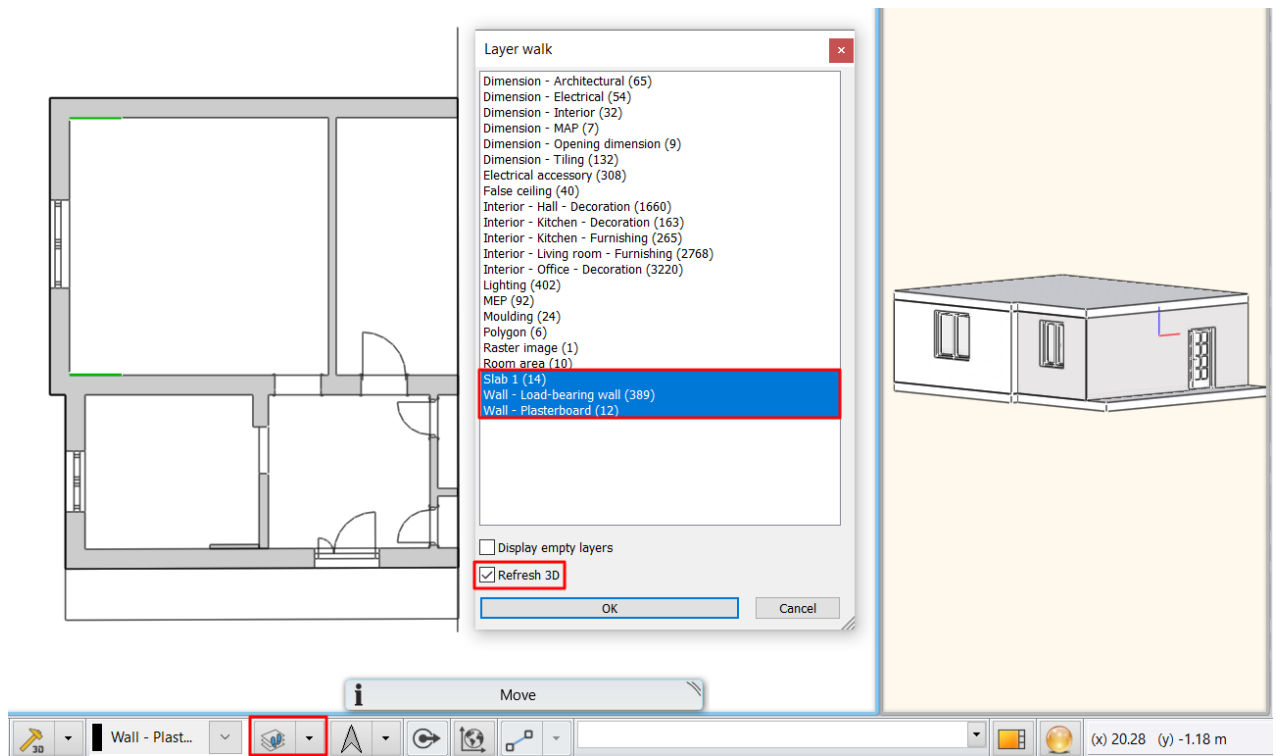 Layer walk
Dimension - Architectural (65)
Dimension - Electrical (54)
Dimension - Interior (32)
Dimension - MAP (7)
Dimension - Opening dimension (9)
Dimension - Tiling (132)
Electrical accessory (308)
False ceiling (40)
Interior - Hall - Decoration (1660)
Interior - Kitchen - Decoration (163)
Interior - Kitchen - Furnishing (265)
Interior - Living room - Furnishing (2768)
Interior - Office - Decoration (3220)
Lighting (402)
MEP (92)
Moulding (24)
Polygon (6)
Raster image (1)
Room area (10)
Slab 1 (14)
Wall - Load-bearing wall (389)
Wall - Plasterboard (12)
Display empty layers
Refresh 3D
OK Cancel
i Move
3D Wall - Plast... (x) 20.28 (y) -1.18 m